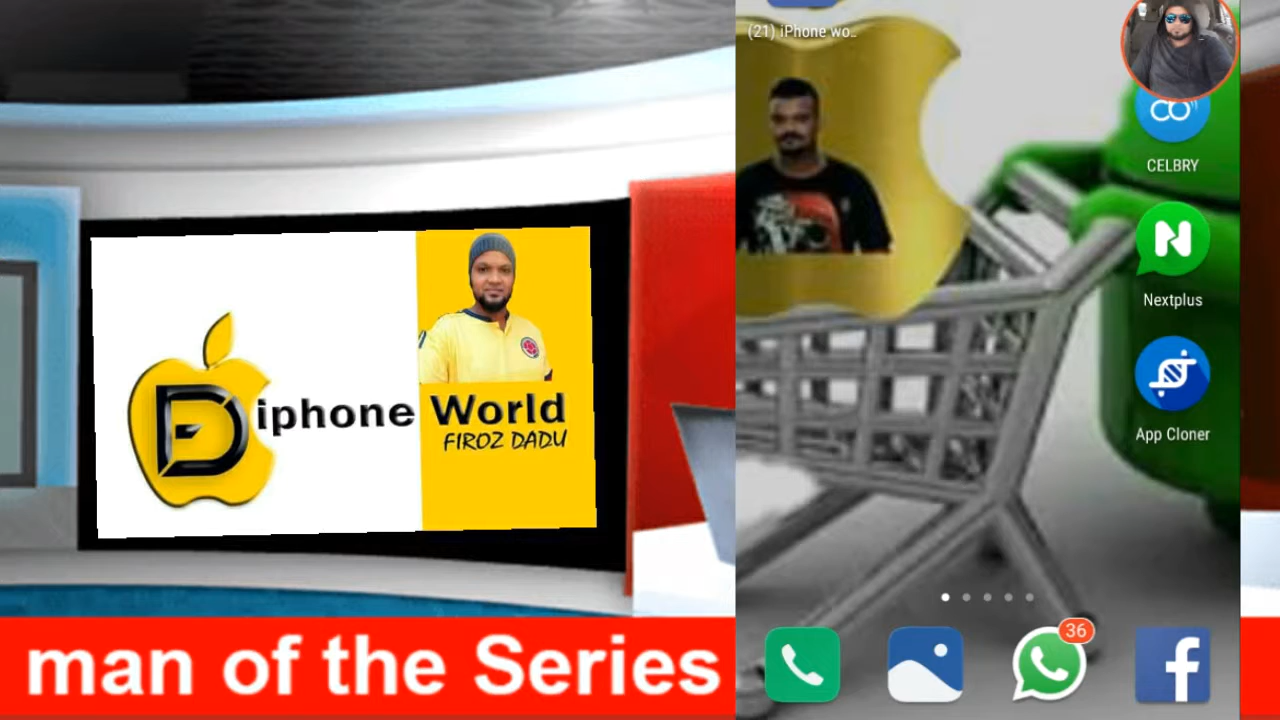 iphone World
FIROZ DADU
man of the Series
(21) iPhone wo..
CELBRY
Nextplus
App Cloner
36